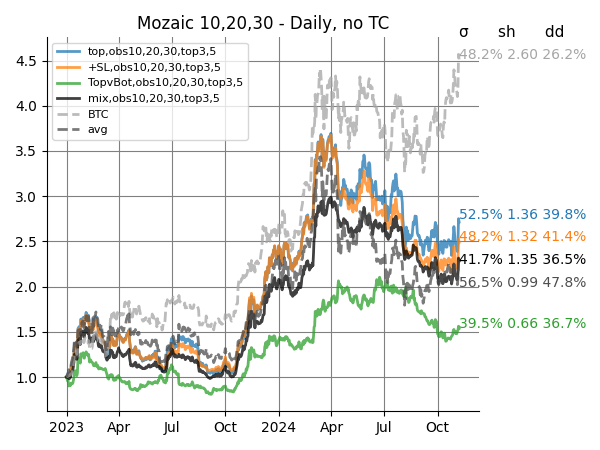 Mozaic 10,20,30 - Daily, no TC
σ sh dd
top,obs10,20,30,top3,5
+SL,obs10,20,30,top3,5
TopvBot,obs10,20,30,top3,5
mix,obs10,20,30,top3,5
BTC
avg
48.2% 2.60 26.2%
52.5% 1.36 39.8%
48.2% 1.32 41.4%
41.7% 1.35 36.5%
56.5% 0.99 47.8%
39.5% 0.66 36.7%
4.5
4.0
3.5
3.0
2.5
2.0
1.5
1.0
2023 Apr Jul Oct 2024 Apr Jul Oct